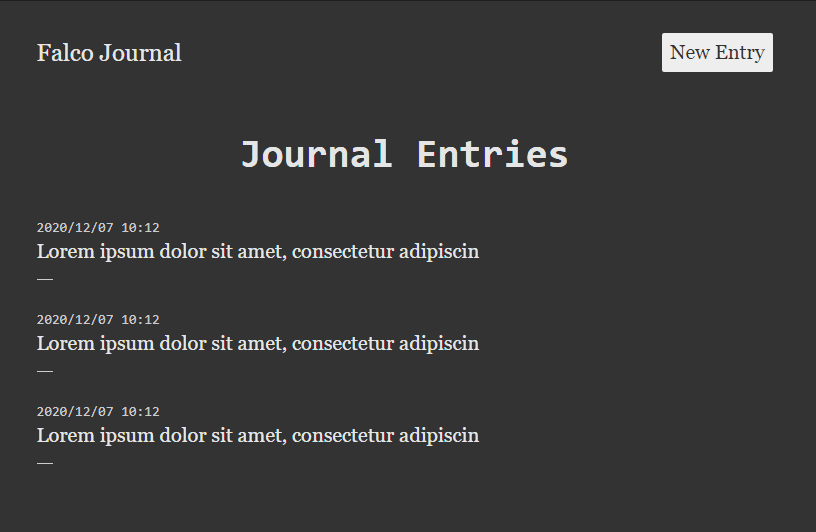 Falco Journal
New Entry
Journal Entries
2020/12/07 10:12
Lorem ipsum dolor sit amet, consectetur adipiscin
—
2020/12/07 10:12
Lorem ipsum dolor sit amet, consectetur adipiscin
—
2020/12/07 10:12
Lorem ipsum dolor sit amet, consectetur adipiscin
—